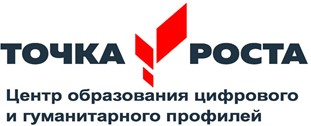 ТОЧКА РОСТА
Центр образования цифрового
и гуманитарного профилей